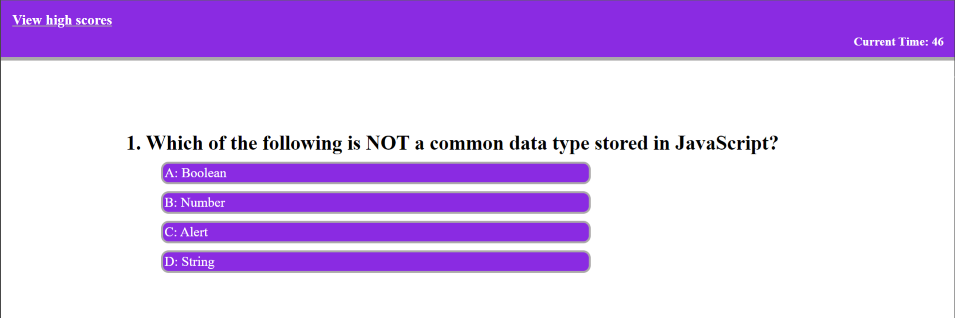 View high scores
Current Time: 46
1. Which of the following is NOT a common data type stored in JavaScript?
A: Boolean
B: Number
C: Alert
D: String